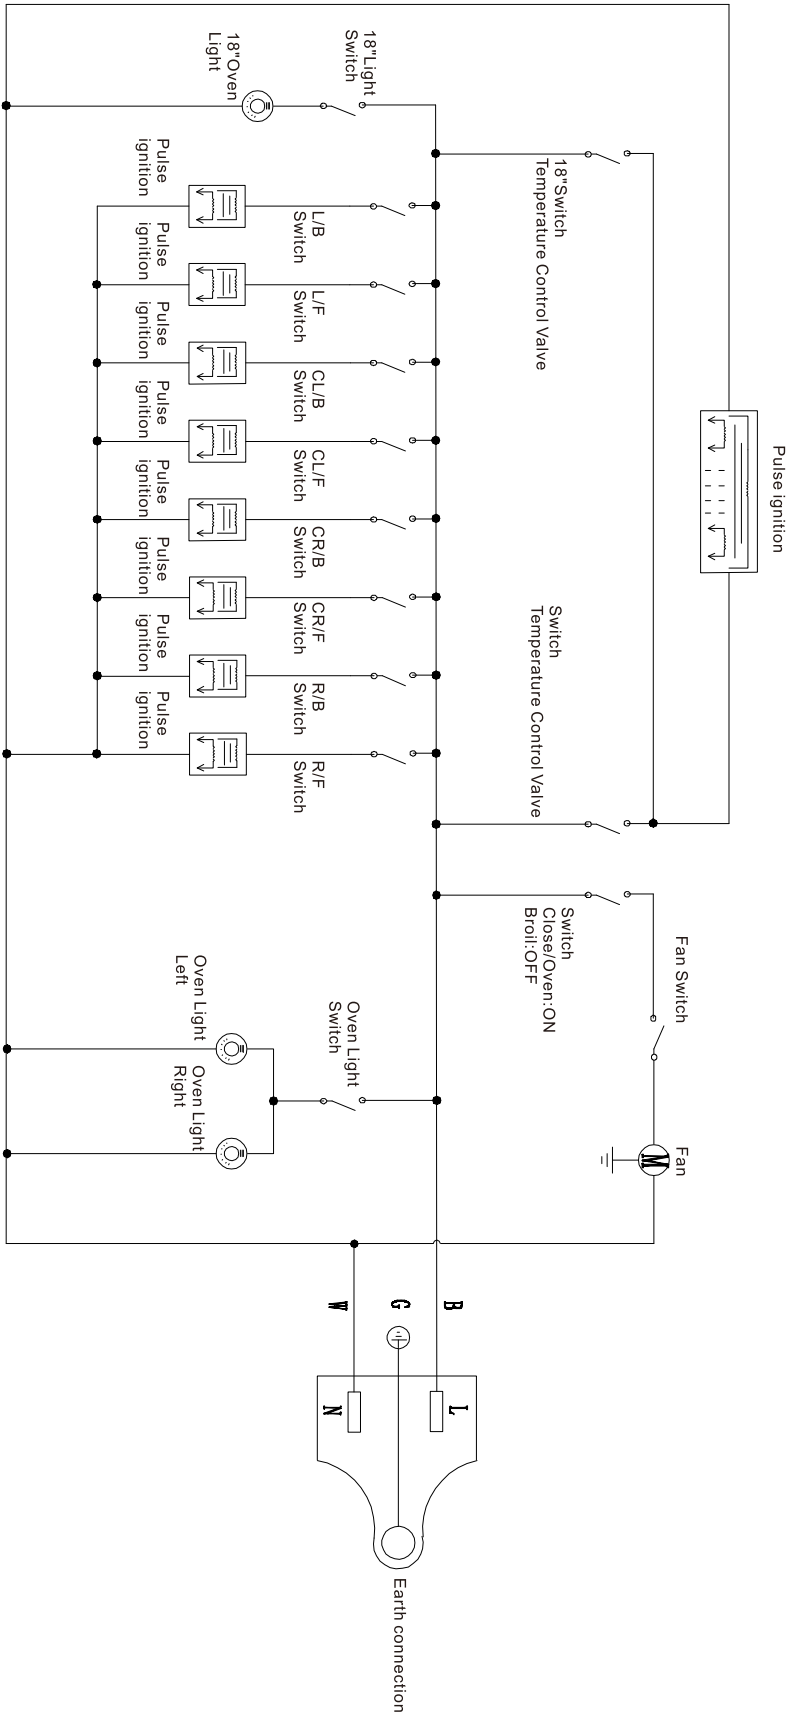 Pulse ignition
18"Switch
Temperature Control Valve
Switch
Temperature Control Valve
Switch
Close/Oven:ON
Broil:OFF
Fan Switch
Fan
M
18"Light
Switch
18"Oven
Light
L/B
Switch
L/F
Switch
CL/B
Switch
CL/F
Switch
CR/B
Switch
CR/F
Switch
R/B
Switch
R/F
Switch
Pulse
ignition
Pulse
ignition
Pulse
ignition
Pulse
ignition
Pulse
ignition
Pulse
ignition
Pulse
ignition
Pulse
ignition
Oven Light
Switch
Oven Light
Left
Oven Light
Right
B
G
W
L
N
Earth connection